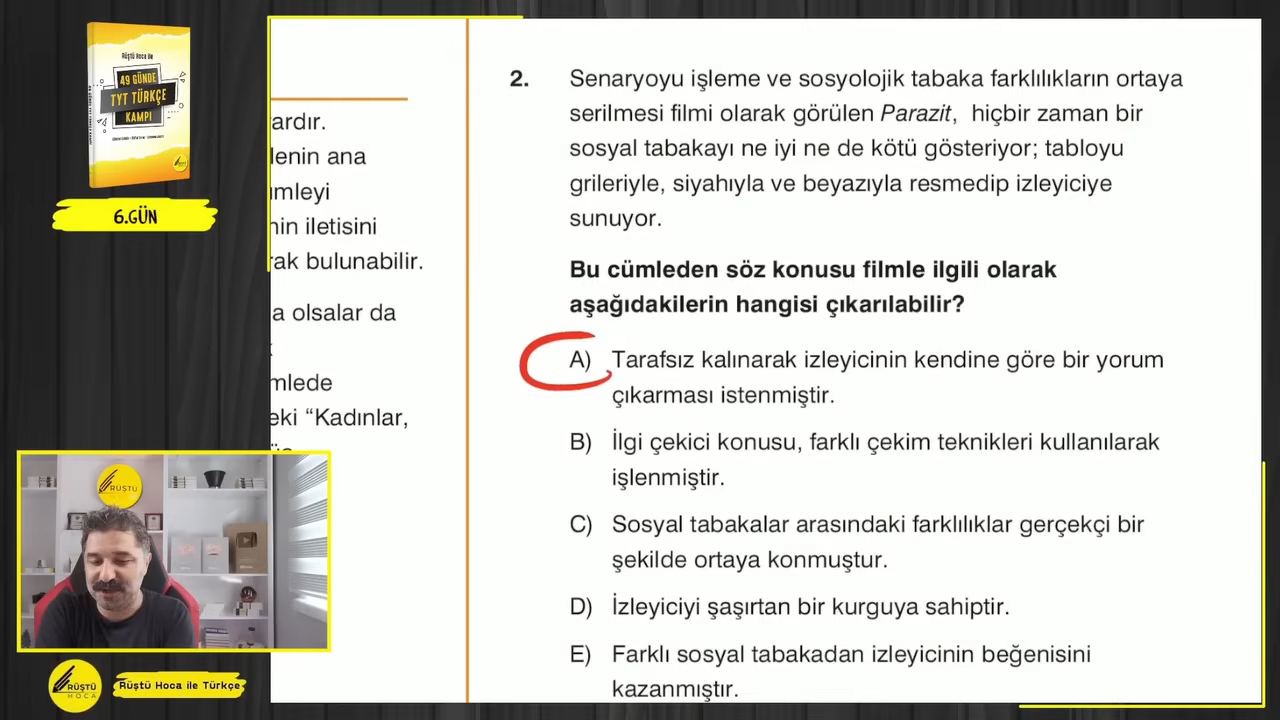 Rüştü Hoca ile
49 GÜNDE
TYT TÜRKÇE
KAMPI
6.GÜN
ardır.
lenin ana
ımleyi
nin iletisini
rak bulunabilir.
a olsalar da
mlede
eki “Kadınlar,
2. Senaryoyu işleme ve sosyolojik tabaka farklılıkların ortaya
serilmesi filmi olarak görülen Parazit, hiçbir zaman bir
sosyal tabakayı ne iyi ne de kötü gösteriyor; tabloyu
grileriyle, siyahıyla ve beyazıyla resmedip izleyiciye
sunuyor.
Bu cümleden söz konusu filmle ilgili olarak
aşağıdakilerin hangisi çıkarılabilir?
A) Tarafsız kalınarak izleyicinin kendine göre bir yorum
çıkarması istenmiştir.
B) İlgi çekici konusu, farklı çekim teknikleri kullanılarak
işlenmiştir.
C) Sosyal tabakalar arasındaki farklılıklar gerçekçi bir
şekilde ortaya konmuştur.
D) İzleyiciyi şaşırtan bir kurguya sahiptir.
E) Farklı sosyal tabakadan izleyicinin beğenisini
kazanmıştır.
RÜŞTÜ
RÜŞTÜ
HOCA
Rüştü Hoca ile Türkçe